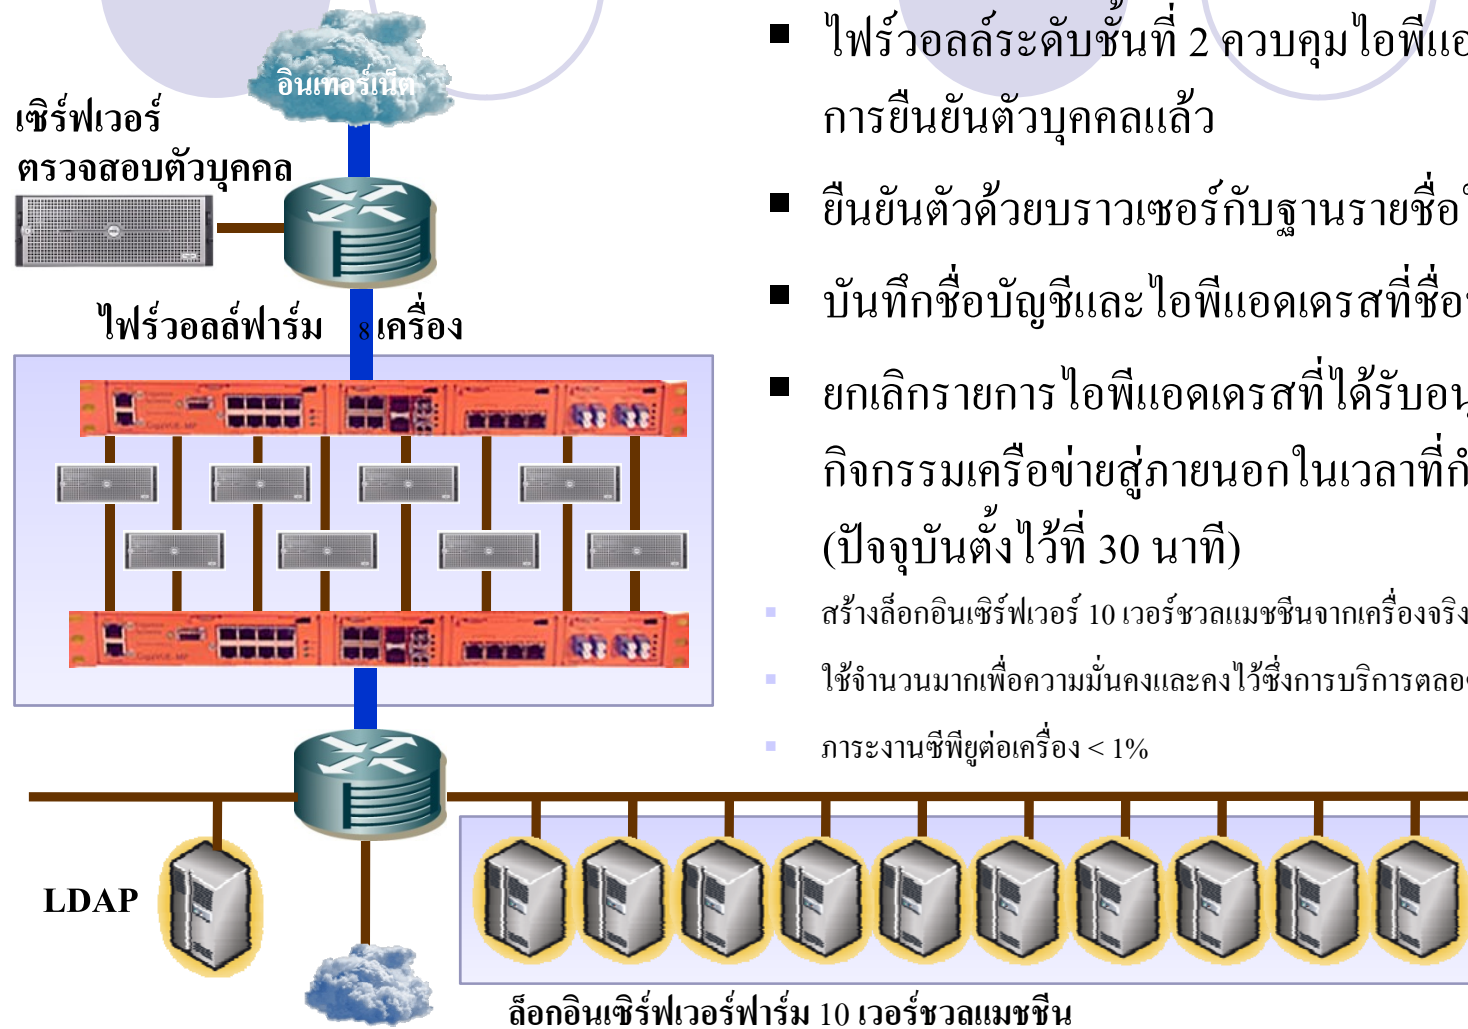 อินเทอร์เน็ต
เซิร์ฟเวอร์
ตรวจสอบตัวบุคคล
ไฟร์วอลล์ฟาร์ม 8 เครื่อง
LDAP
ล็อกอินเซิร์ฟเวอร์ฟาร์ม 10 เวอร์ชวลแมชชีน
ไฟร์วอลล์ระดับชั้นที่ 2 ควบคุมไอพีแอ
การยืนยันตัวบุคคลแล้ว
ยืนยันตัวด้วยบราวเซอร์กับฐานรายชื่อ
บันทึกชื่อบัญชีและไอพีแอดเดรสที่ชื่อ
ยกเลิกรายการไอพีแอดเดรสที่ได้รับอนุ
กิจกรรมเครือข่ายสู่ภายนอกในเวลาที่กำ
(ปัจจุบันตั้งไว้ที่ 30 นาที)
สร้างล็อกอินเซิร์ฟเวอร์ 10 เวอร์ชวลแมชชีนจากเครื่องจริง
ใช้จำนวนมากเพื่อความมั่นคงและคงไว้ซึ่งการบริการตลอ
ภาระงานซีพียูต่อเครื่อง < 1%